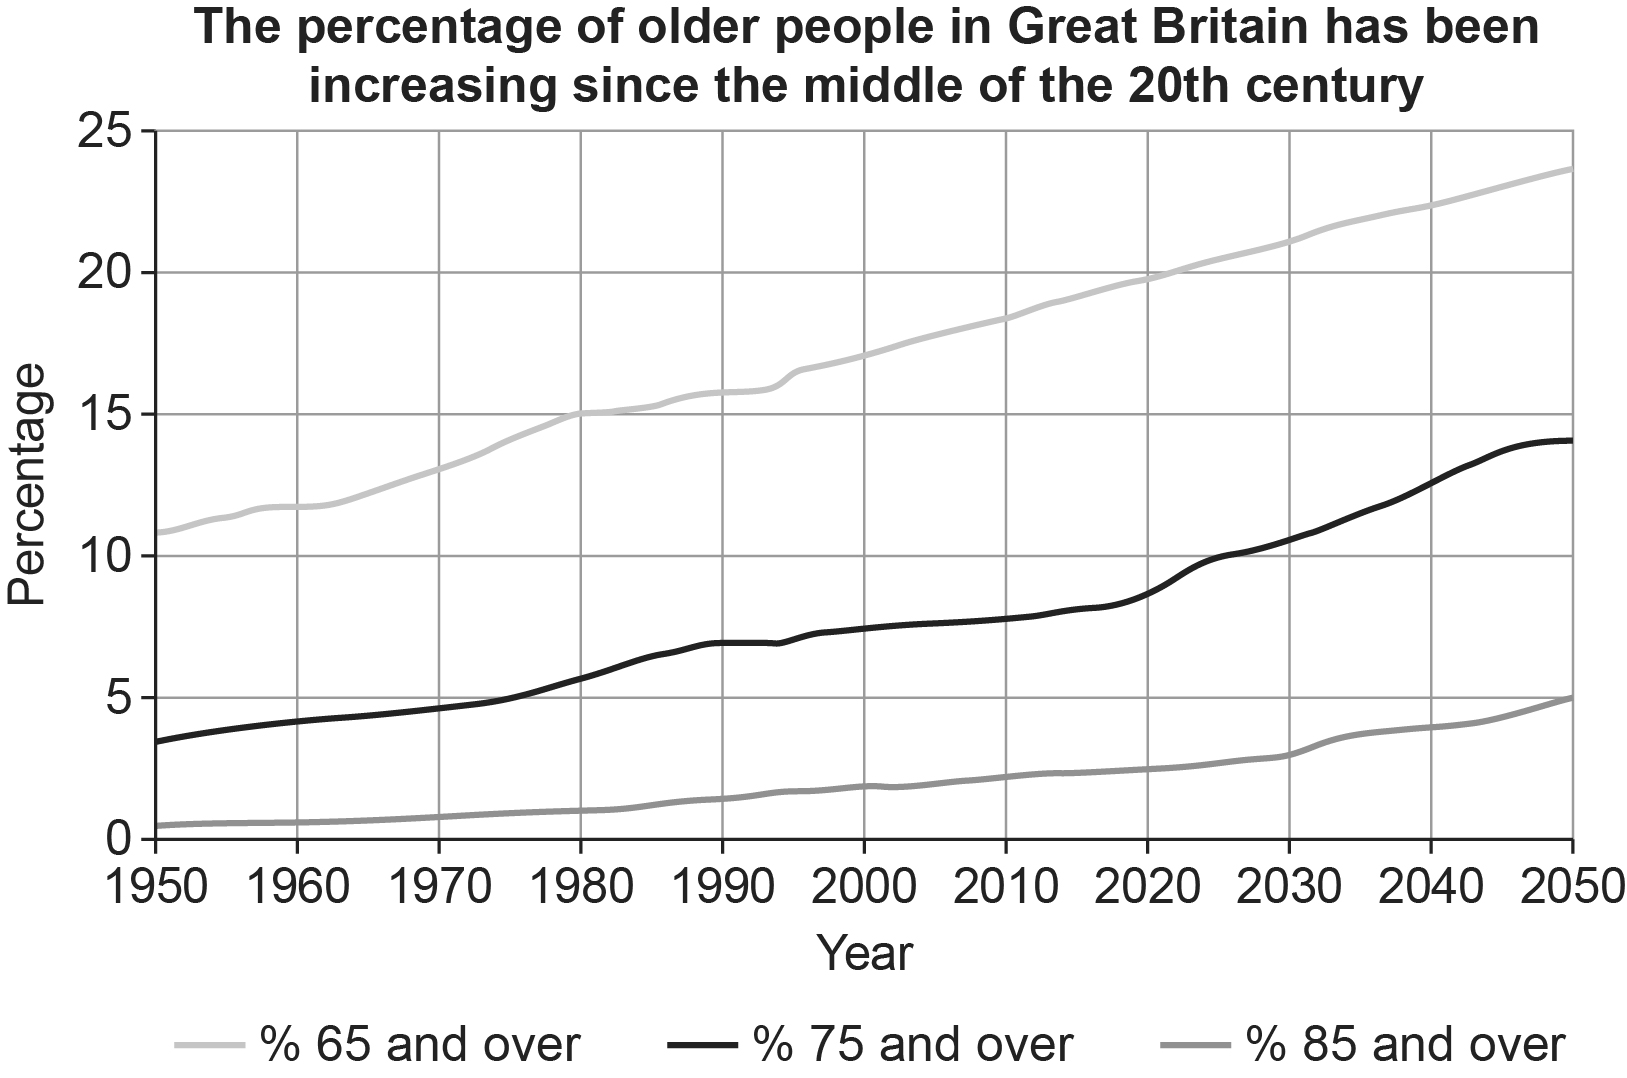 The percentage of older people in Great Britain has been
increasing since the middle of the 20th century
25
20
15
10
5
0
Percentage
1950 1960 1970 1980 1990 2000 2010 2020 2030 2040 2050
Year
% 65 and over % 75 and over % 85 and over